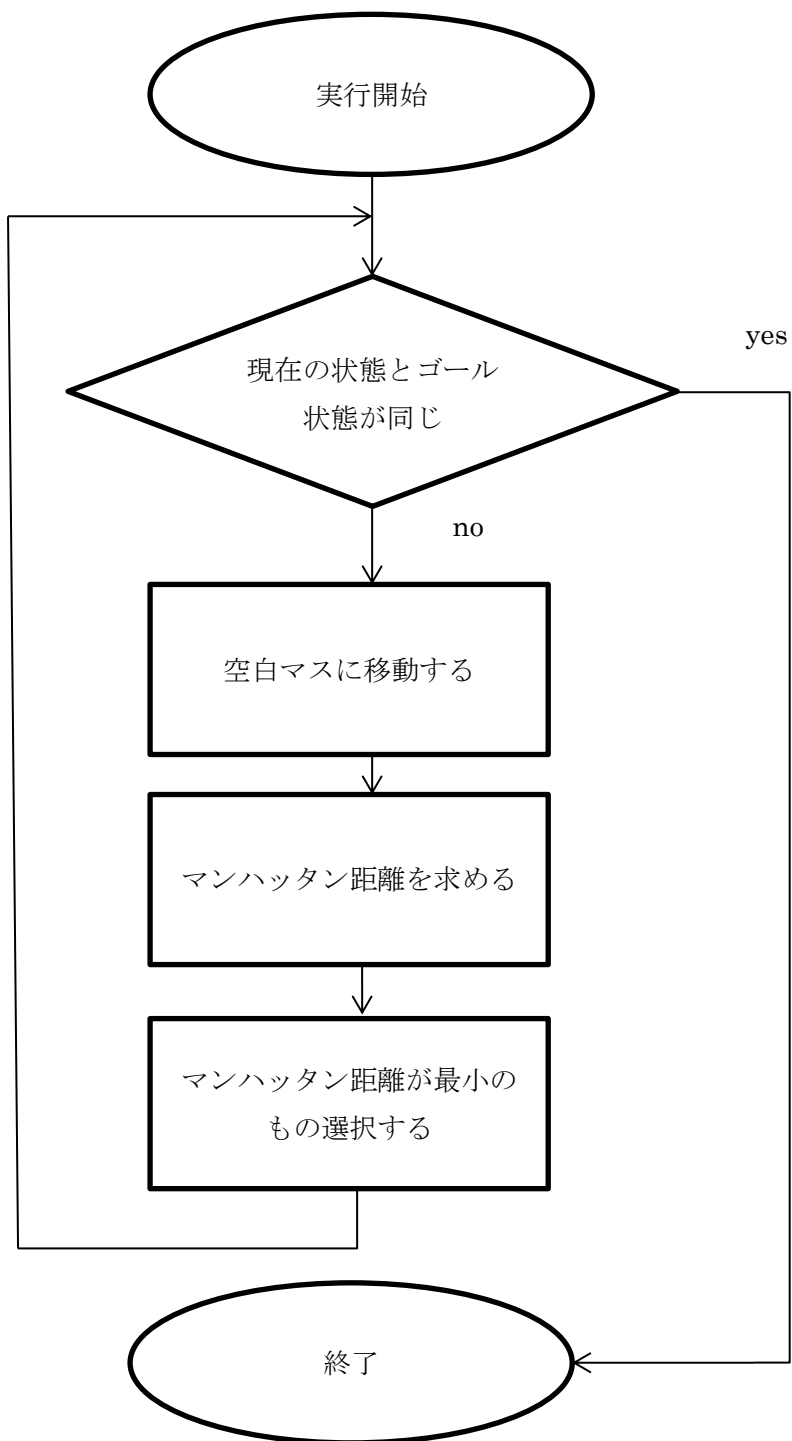 実行開始
yes
現在の状態とゴール
状態が同じ
no
空白マスに移動する
マンハッタン距離を求める
マンハッタン距離が最小の
もの選択する
終了